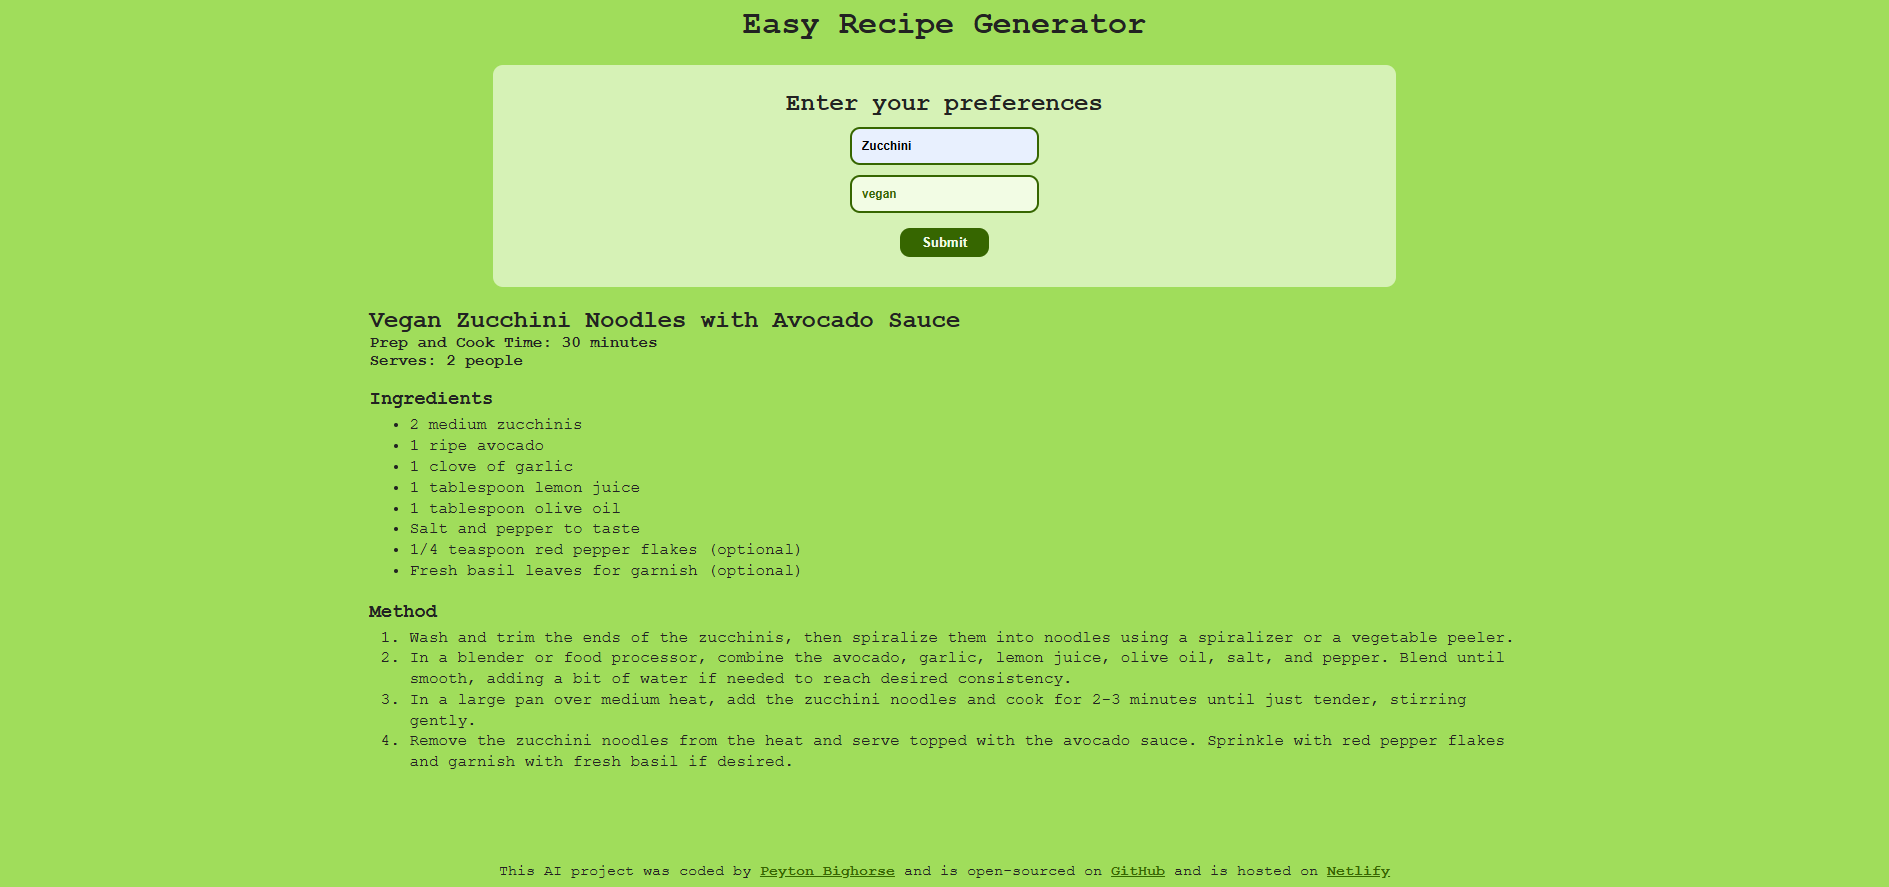 Easy Recipe Generator
Enter your preferences
Zucchini
vegan
Submit
Vegan Zucchini Noodles with Avocado Sauce
Prep and Cook Time: 30 minutes
Serves: 2 people
Ingredients
• 2 medium zucchinis
• 1 ripe avocado
• 1 clove of garlic
• 1 tablespoon lemon juice
• 1 tablespoon olive oil
• Salt and pepper to taste
• 1/4 teaspoon red pepper flakes (optional)
• Fresh basil leaves for garnish (optional)
Method
1. Wash and trim the ends of the zucchinis, then spiralize them into noodles using a spiralizer or a vegetable peeler.
2. In a blender or food processor, combine the avocado, garlic, lemon juice, olive oil, salt, and pepper. Blend until
smooth, adding a bit of water if needed to reach desired consistency.
3. In a large pan over medium heat, add the zucchini noodles and cook for 2-3 minutes until just tender, stirring
gently.
4. Remove the zucchini noodles from the heat and serve topped with the avocado sauce. Sprinkle with red pepper flakes
and garnish with fresh basil if desired.
This AI project was coded by Peyton Bighorse and is open-sourced on GitHub and is hosted on Netlify